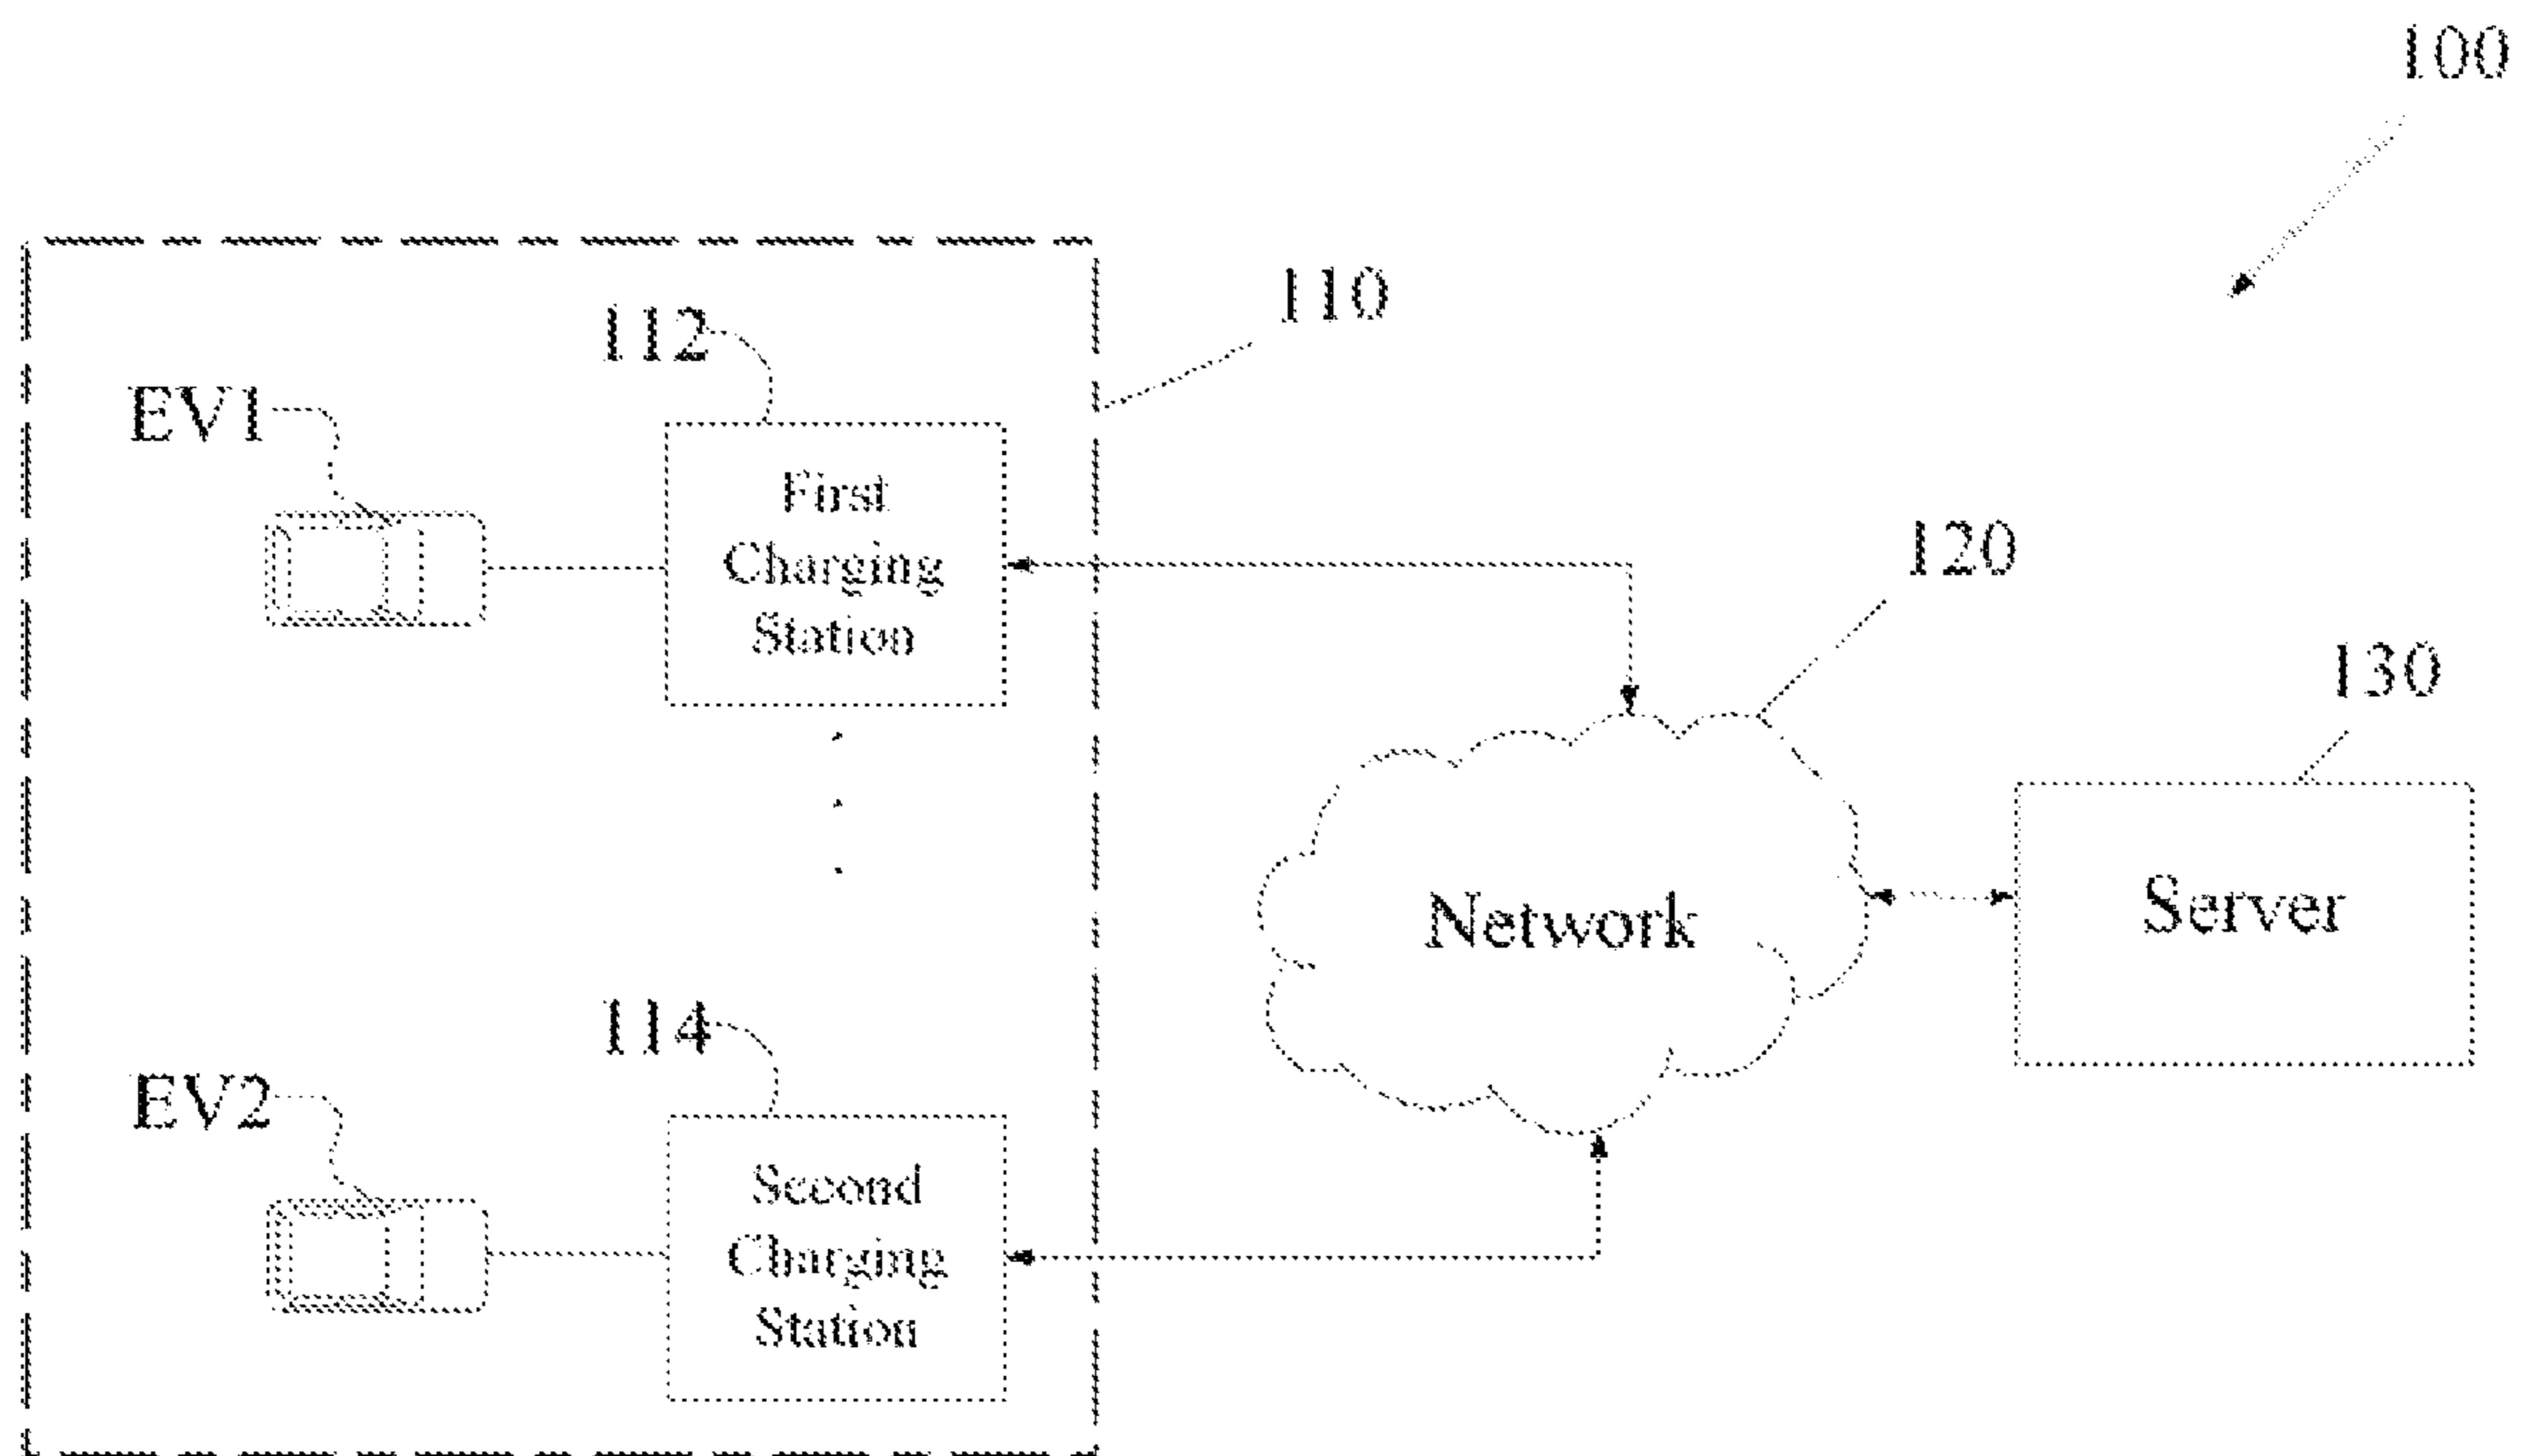 100
110
112
EV1
First
Charging
Station
120
130
Network
Server
114
EV2
Second
Charging
Station